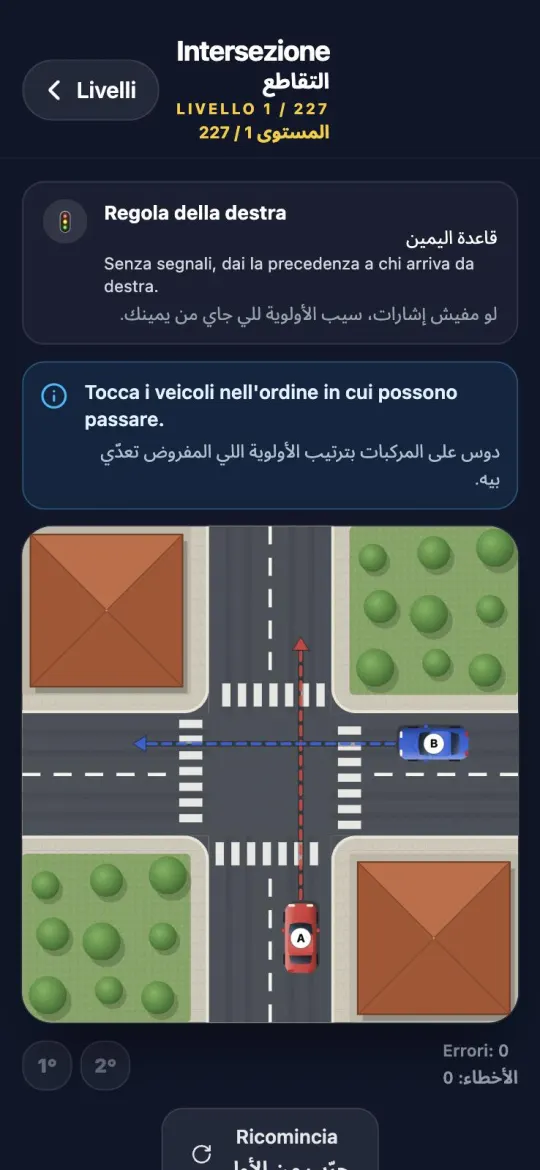 Livelli
Intersezione
التقاطع
LIVELLO 1 / 227
المستوى 1 / 227
Regola della destra
قاعدة اليمين
Senza segnali, dai la precedenza a chi arriva da
destra.
لو مفيش إشارات، سيب الأولوية للي جاي من يمينك.
Tocca i veicoli nell'ordine in cui possono
passare.
دوس على المركبات بترتيب الأولوية اللي المفروض تعدّي
بيه.
B
A
1°
2°
Errori: 0
الأخطاء: 0
Ricomincia